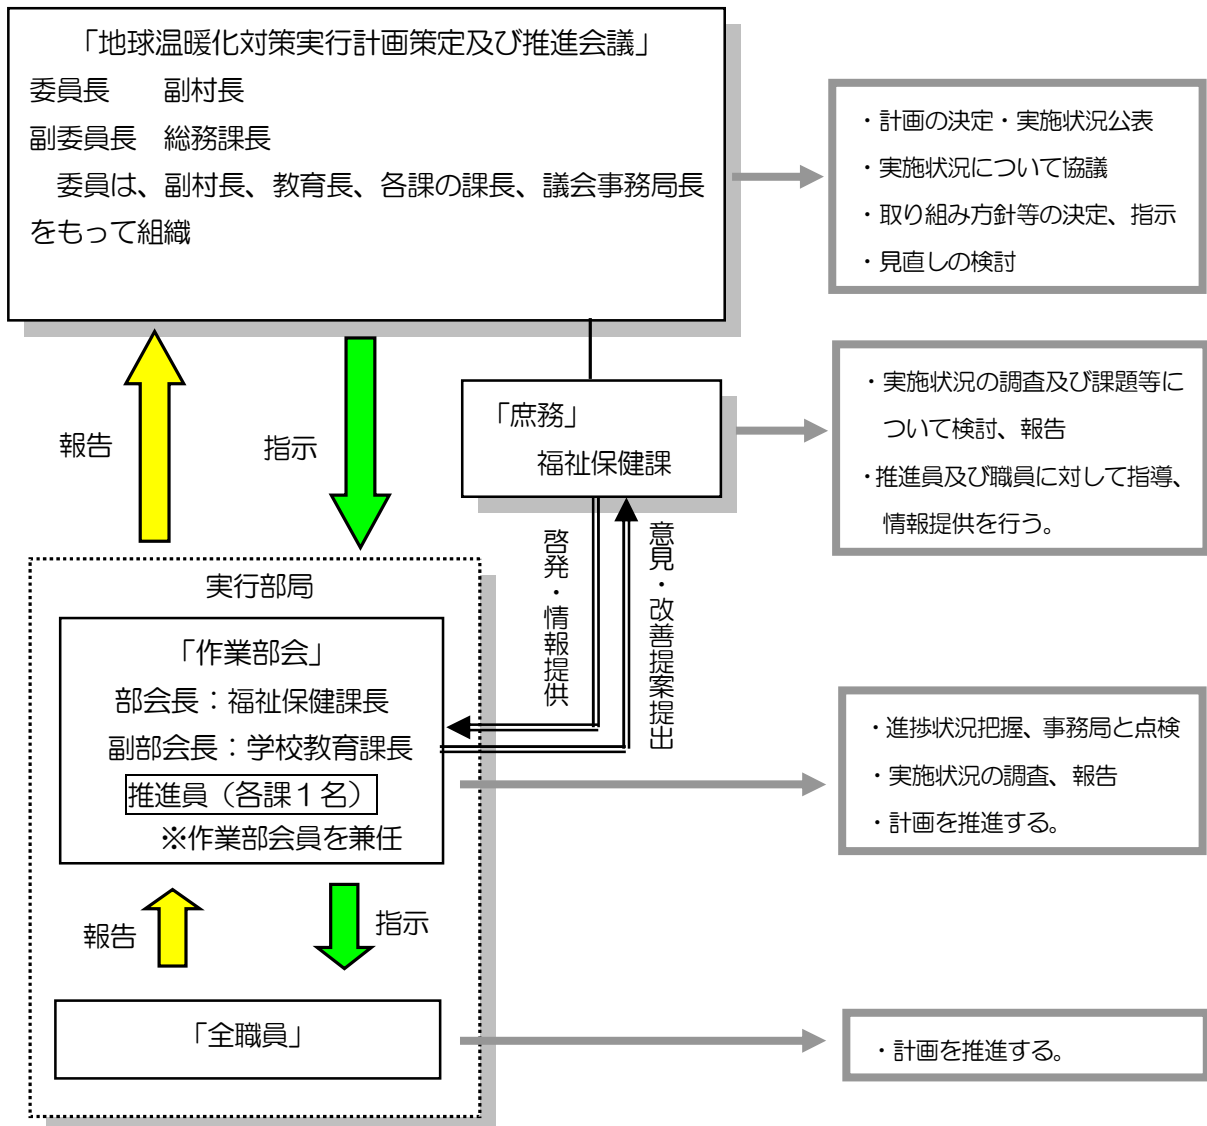 「地球温暖化対策実行計画策定及び推進会議」
委員長　　副村長
副委員長　総務課長
　委員は、副村長、教育長、各課の課長、議会事務局長
をもって組織
・計画の決定・実施状況公表
・実施状況について協議
・取り組み方針等の決定、指示
・見直しの検討
報告
指示
「庶務」
福祉保健課
・実施状況の調査及び課題等に
ついて検討、報告
・推進員及び職員に対して指導、
情報提供を行う。
啓発・情報提供
意見・改善提案提出
実行部局
「作業部会」
部会長：福祉保健課長
副部会長：学校教育課長
推進員（各課１名）
※作業部会員を兼任
・進捗状況把握、事務局と点検
・実施状況の調査、報告
・計画を推進する。
報告
指示
「全職員」
・計画を推進する。